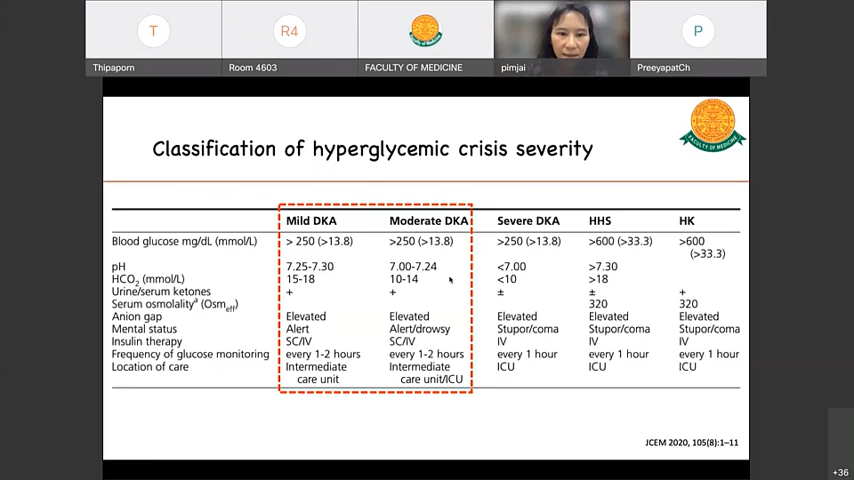 T
R4
P
Thipaporn
Room 4603
FACULTY OF MEDICINE
pimjai
PreeyapatCh
Classification of hyperglycemic crisis severity
FACULTY OF MEDICINE
Mild DKA Moderate DKA Severe DKA HHS HK
Blood glucose mg/dL (mmol/L) > 250 (>13.8) >250 (>13.8) >250 (>13.8) >600 (>33.3) >600
(>33.3)
pH 7.25-7.30 7.00-7.24 <7.00 >7.30
HCO2 (mmol/L) 15-18 10-14 <10 >18
Urine/serum ketones + + ± ± +
Serum osmolalityª (Osmeff) 320 320
Anion gap Elevated Elevated Elevated Elevated Elevated
Mental status Alert Alert/drowsy Stupor/coma Stupor/coma Stupor/coma
Insulin therapy SC/IV SC/IV IV IV IV
Frequency of glucose monitoring every 1-2 hours every 1-2 hours every 1 hour every 1 hour every 1 hour
Location of care Intermediate Intermediate ICU ICU ICU
care unit care unit/ICU
JCEM 2020, 105(8):1–11
+36